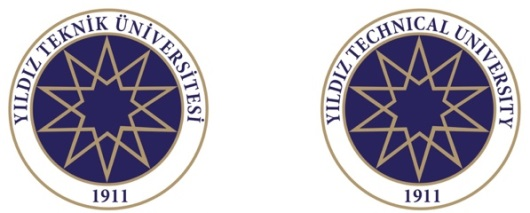 YILDIZ TEKNİK ÜNİVERSİTESİ
1911
YILDIZ TECHNICAL UNIVERSITY
1911